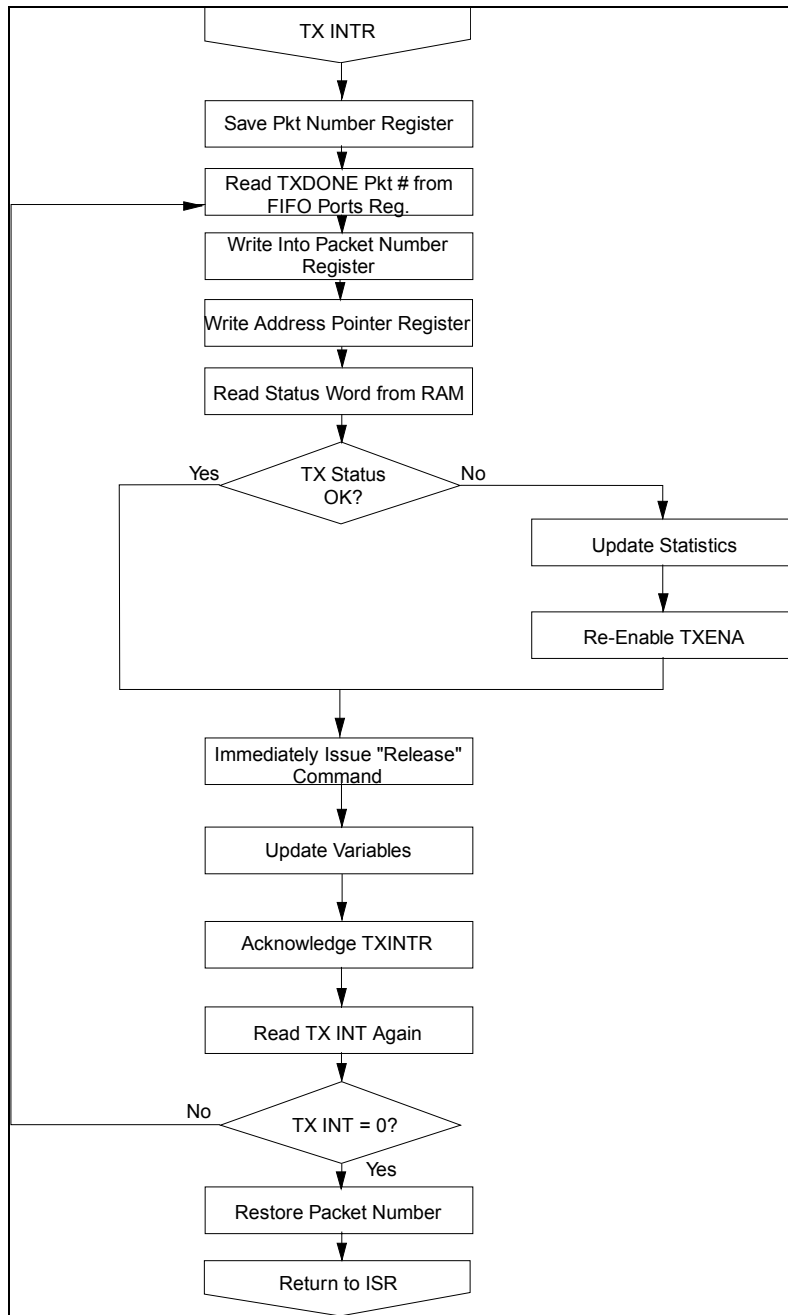 TX INTR
Save Pkt Number Register
Read TXDONE Pkt # from
FIFO Ports Reg.
Write Into Packet Number
Register
Write Address Pointer Register
Read Status Word from RAM
Yes
TX Status
OK?
No
Update Statistics
Re-Enable TXENA
Immediately Issue "Release"
Command
Update Variables
Acknowledge TXINTR
Read TX INT Again
No
TX INT = 0?
Yes
Restore Packet Number
Return to ISR